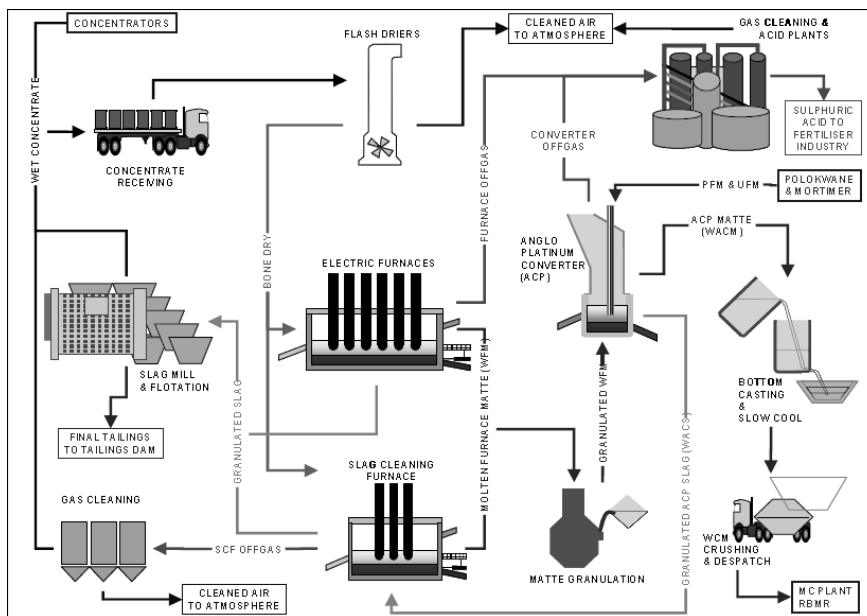 CONCENTRATORS
FLASH DRIERS
CLEANED AIR
TO ATMOSPHERE
GAS CLEANING &
ACID PLANTS
WET CONCENTRATE
CONCENTRATE
RECEIVING
FURNACE OFFGAS
CONVERTER
OFFGAS
SULPHURIC
ACID TO
FERTILISER
INDUSTRY
PFM & UFM
POLOKWANE
& MORTIMER
ANGLO
PLATINUM
CONVERTER
(ACP)
ACP MATTE
(WACM)
BONE DRY
ELECTRIC FURNACES
SLAG MILL
& FLOTATION
GRANULATED SLAG
MOLTEN FURNACE MATTE (WFM)
GRANULATED WFM
GRANULATED ACP SLAG (WACS)
BOTTOM
CASTING
&
SLOW COOL
FINAL TAILINGS
TO TAILINGS DAM
SLAG CLEANING
FURNACE
GAS CLEANING
SCF OFFGAS
MATTE GRANULATION
WCM
CRUSHING
& DESPATCH
CLEANED AIR
TO ATMOSPHERE
MC PLANT
RBMR